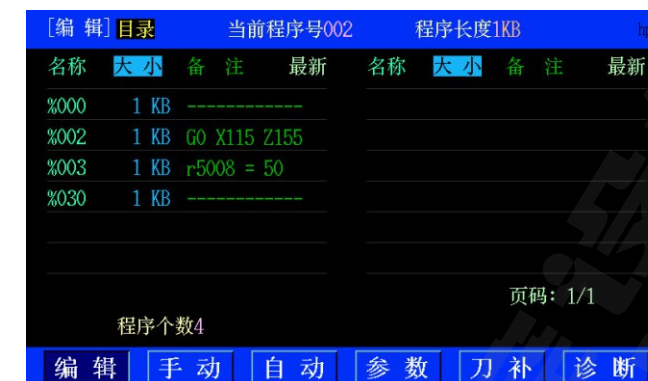 [编 辑] 目录 当前程序号002 程序长度1KB
名称 大 小 备 注 最新 名称 大 小 备 注 最新
%000 1 KB ------------
%002 1 KB G0 X115 Z155
%003 1 KB r5008 = 50
%030 1 KB ------------
页码: 1/1
程序个数4
编 辑 手 动 自 动 参 数 刀 补 诊 断